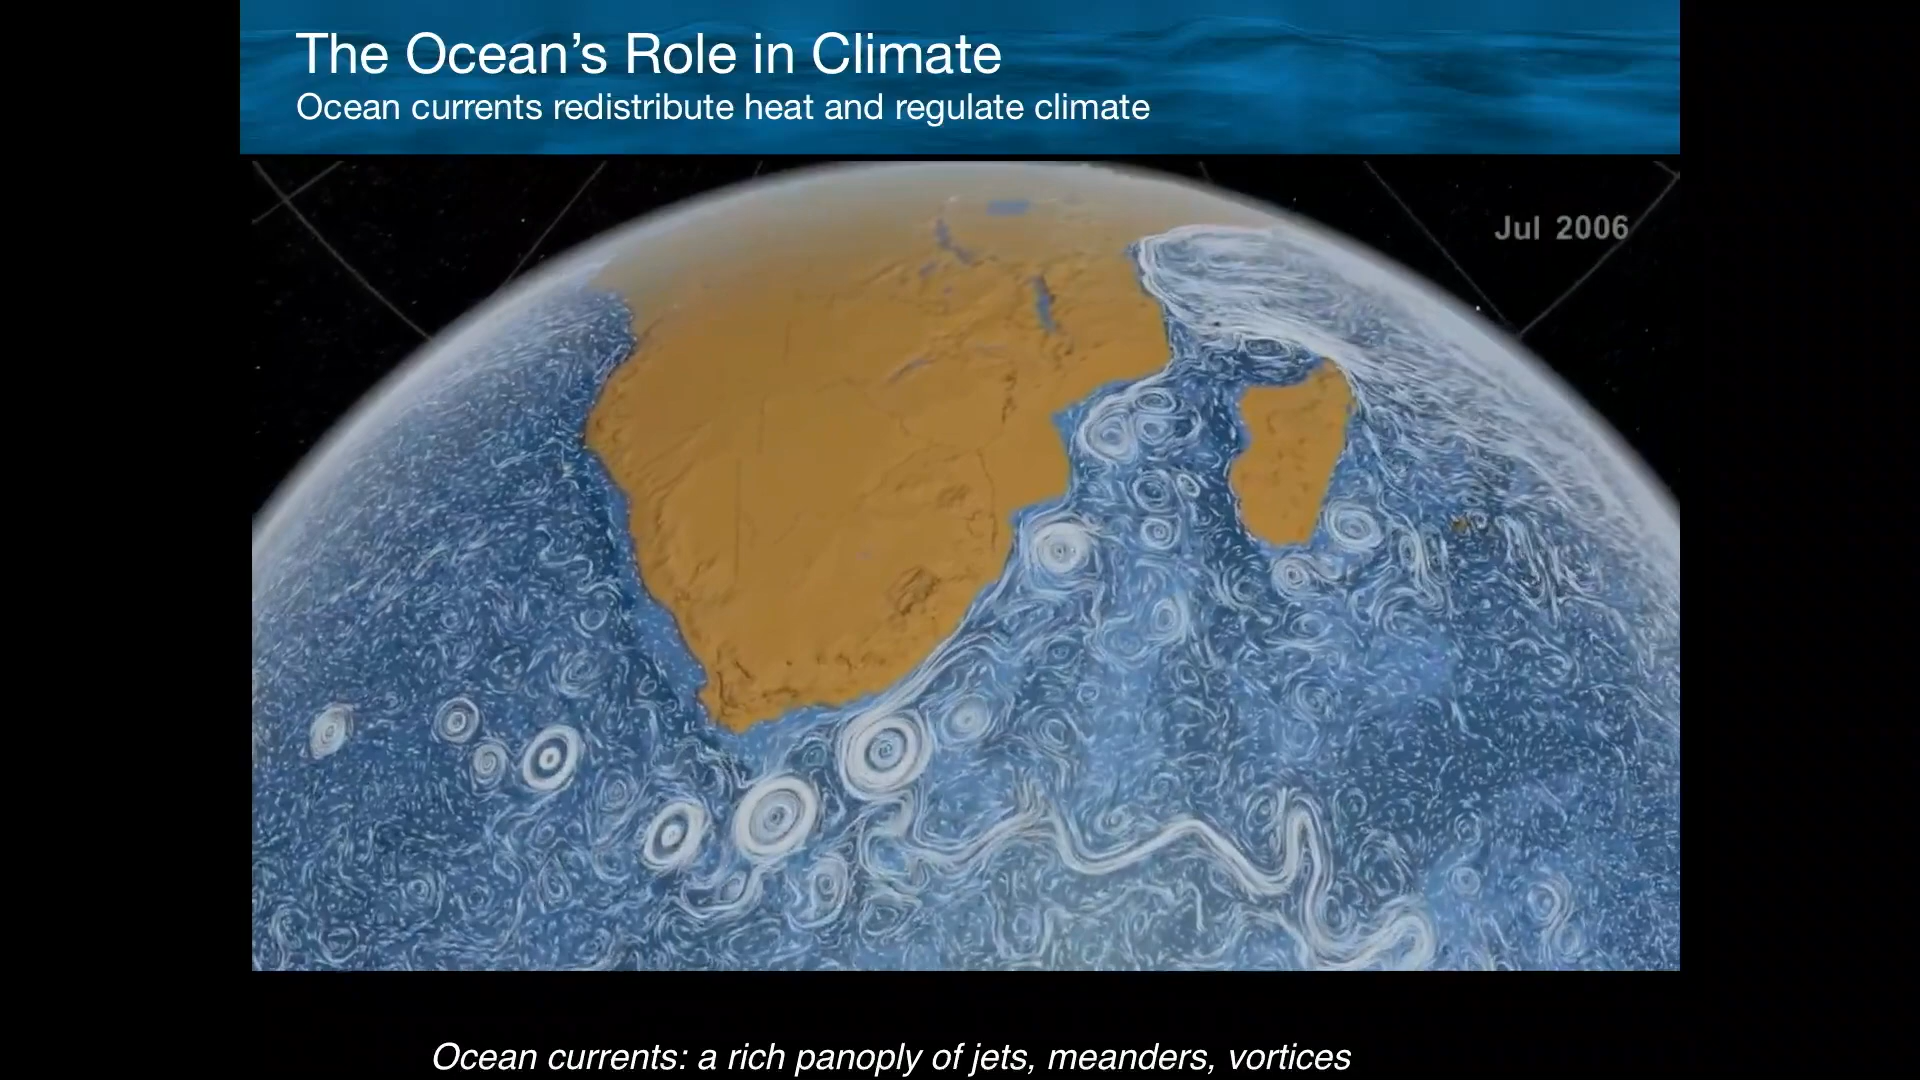 The Ocean’s Role in Climate
Ocean currents redistribute heat and regulate climate
Jul 2006
Ocean currents: a rich panoply of jets, meanders, vortices